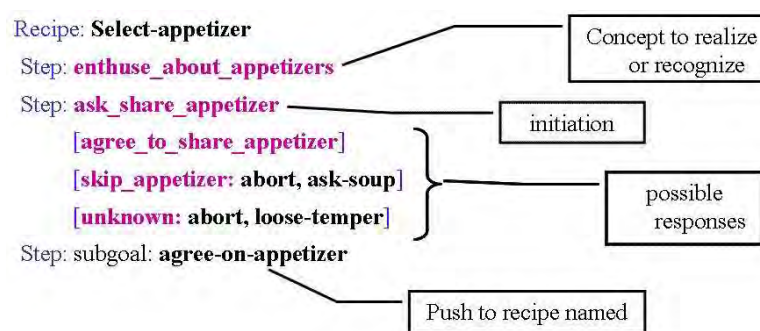 Recipe: Select-appetizer
Step: enthuse_about_appetizers
Step: ask_share_appetizer
[agree_to_share_appetizer]
[skip_appetizer: abort, ask-soup]
[unknown: abort, loose-temper]
Step: subgoal: agree-on-appetizer
Concept to realize
or recognize
initiation
possible
responses
Push to recipe named